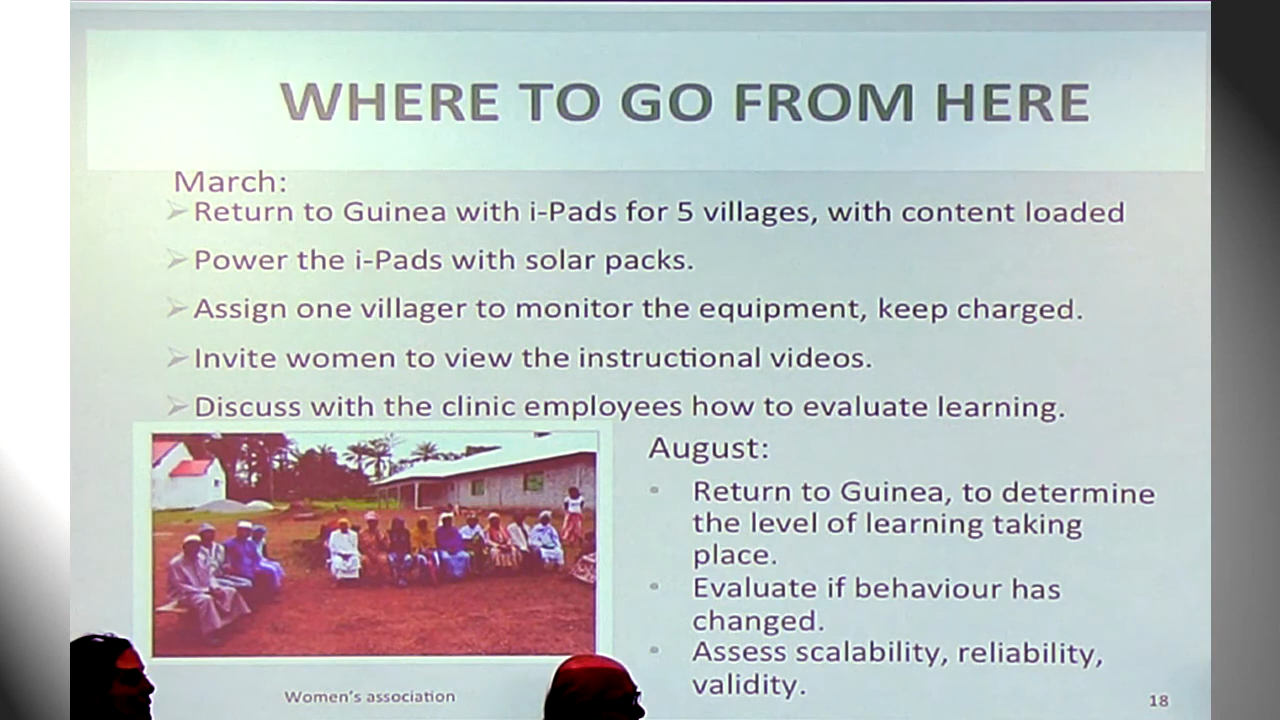 WHERE TO GO FROM HERE
March:
Return to Guinea with i-Pads for 5 villages, with content loaded
Power the i-Pads with solar packs.
Assign one villager to monitor the equipment, keep charged.
Invite women to view the instructional videos.
Discuss with the clinic employees how to evaluate learning.
August:
Return to Guinea, to determine
the level of learning taking
place.
Evaluate if behaviour has
changed.
Assess scalability, reliability,
validity.
Women's association
18